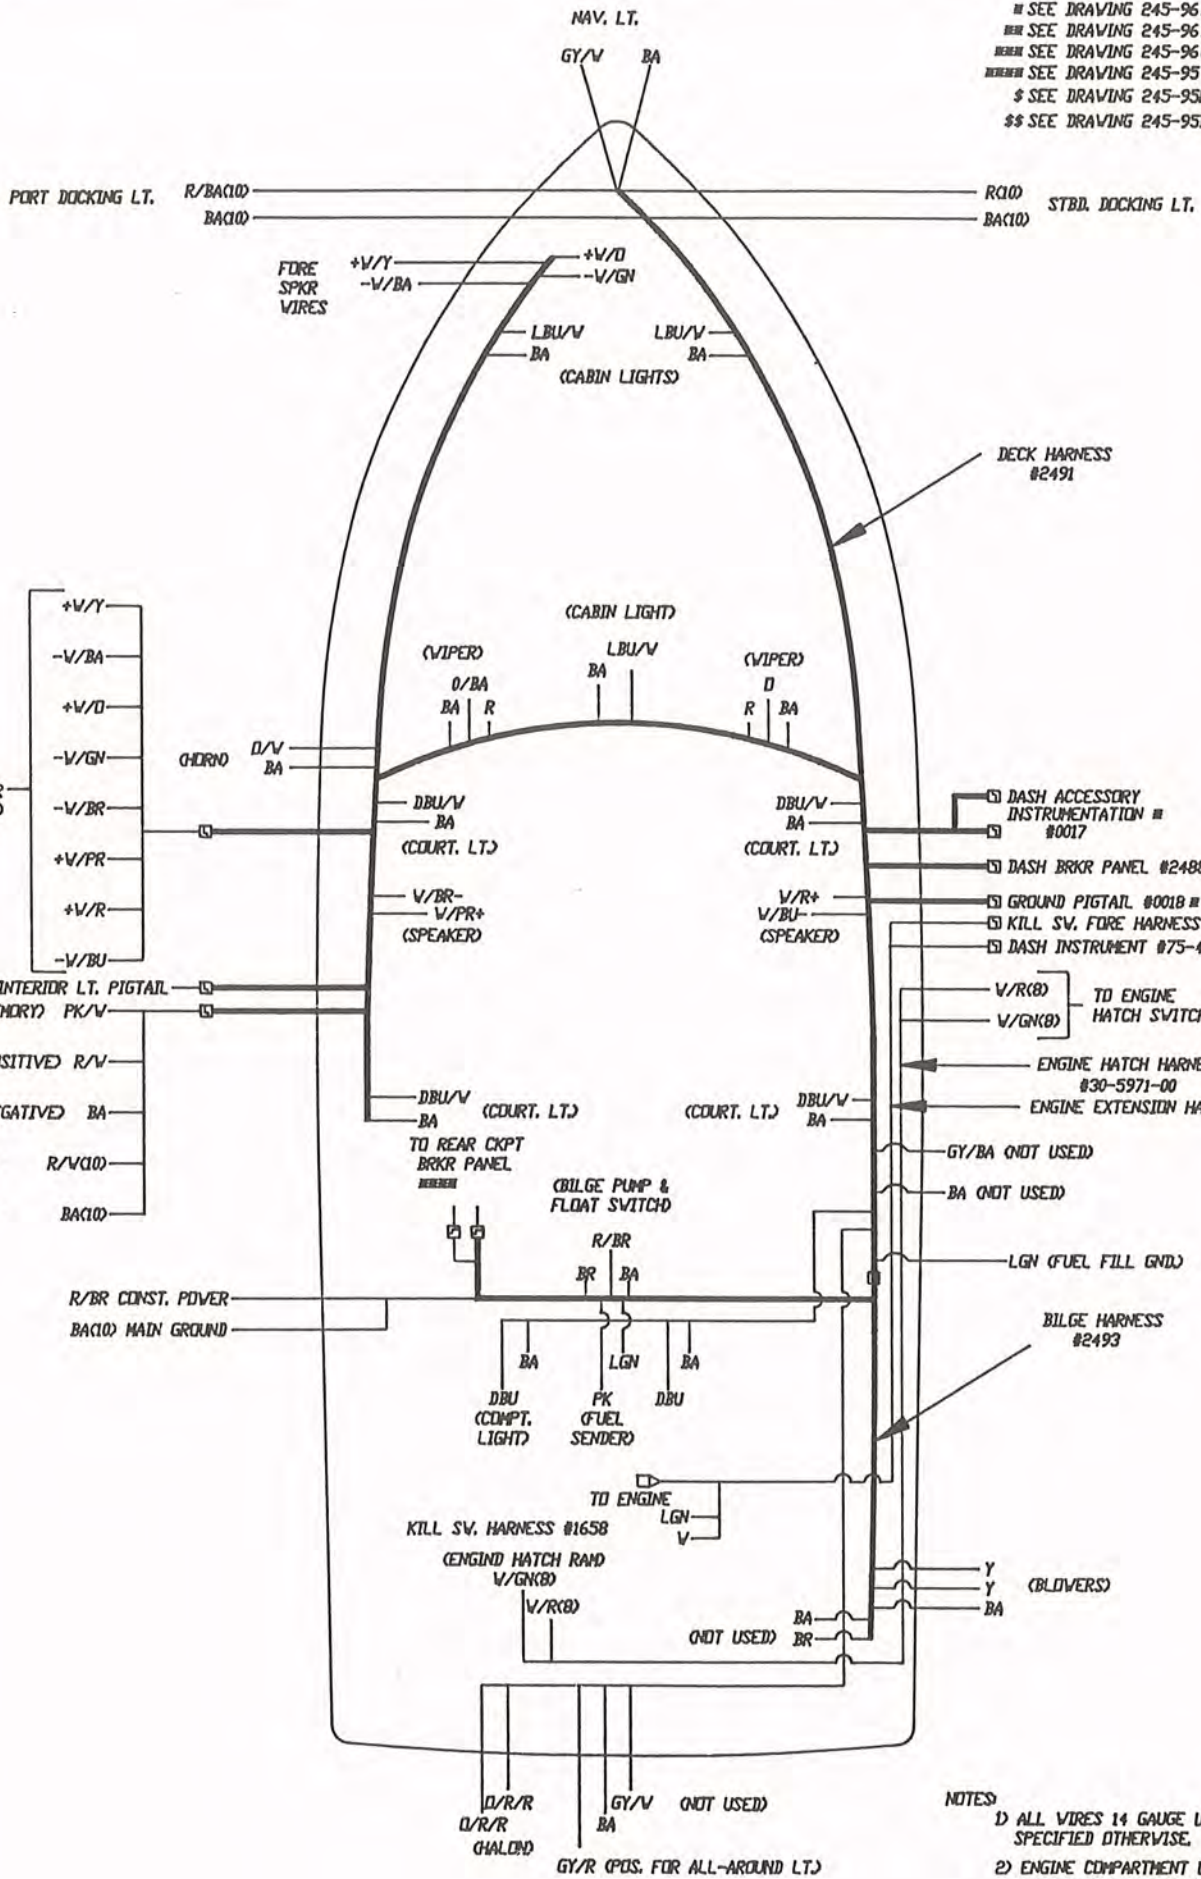 NAV. LT.
GY/W BA
※ SEE DRAWING 245-96
※※ SEE DRAWING 245-96
※※※ SEE DRAWING 245-96
※※※※ SEE DRAWING 245-95
$ SEE DRAWING 245-95
$$ SEE DRAWING 245-95
PORT DOCKING LT. R/BA(10)
BA(10)
R(10)
BA(10)
STBD. DOCKING LT.
FORE
SPKR
WIRES
+W/Y
-W/BA
+W/O
-W/GN
LBU/W
BA
LBU/W
BA
(CABIN LIGHTS)
DECK HARNESS
#2491
+W/Y
-W/BA
+W/O
-W/GN
-W/BR
+W/PR
+W/R
-W/BU
(CABIN LIGHT)
BA LBU/W
(WIPER)
O/BA
BA R
(WIPER)
O
R BA
(HORN) O/W
BA
DBU/W
BA
(COURT. LT.)
DBU/W
BA
(COURT. LT.)
DASH ACCESSORY
INSTRUMENTATION ※
#0017
DASH BRKR PANEL #248
W/BR-
W/PR+
(SPEAKER)
W/R+
W/BU-
(SPEAKER)
GROUND PIGTAIL #0018 ※
KILL SW. FORE HARNESS
DASH INSTRUMENT #75-4
INTERIOR LT. PIGTAIL
PK/W
R/W
BA
R/W(10)
BA(10)
W/R(8)
W/GN(8)
TO ENGINE
HATCH SWITCH
ENGINE HATCH
#30-5971-00
ENGINE EXTENSION
DBU/W
BA
(COURT. LT.)
(COURT. LT.) DBU/W
BA
TO REAR CKPT
BRKR PANEL
※※※※
GY/BA (NOT USED)
BA (NOT USED)
(BILGE PUMP &
FLOAT SWITCH)
R/BR
BR BA
LGN (FUEL FILL GND.)
R/BR CONST. POWER
BA(10) MAIN GROUND
BILGE HARNESS
#2493
BA LGN BA
DBU PK DBU
(COMPT.
LIGHT)
(FUEL
SENDER)
TO ENGINE
LGN
W
KILL SW. HARNESS #1658
(ENGIND HATCH RAM)
W/GN(8)
W/R(8)
Y
Y (BLOWERS)
BA
BA
(NOT USED) BR
O/R/R GY/W (NOT USED)
O/R/R BA
(HALON)
GY/R (POS. FOR ALL-AROUND LT.)
NOTES)
1) ALL WIRES 14 GAUGE
SPECIFIED OTHERWISE.
2) ENGINE COMPARTMENT